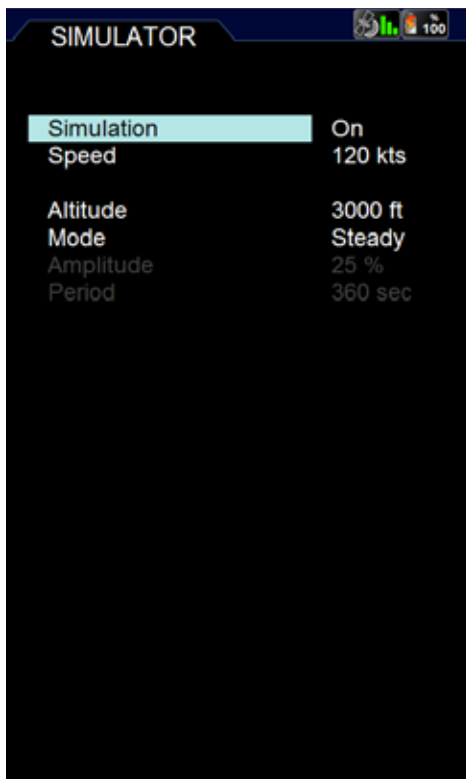 SIMULATOR
% 100
Simulation On
Speed 120 kts
Altitude 3000 ft
Mode Steady
Amplitude 25 %
Period 360 sec